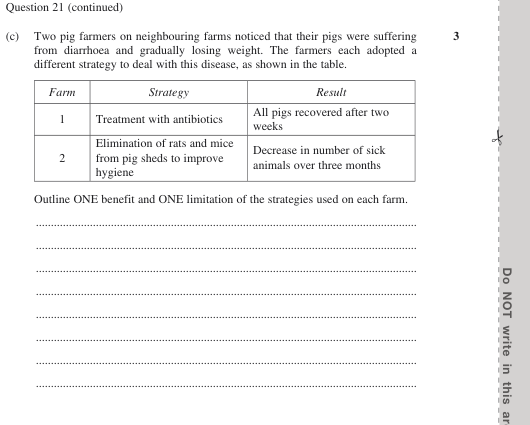 Question 21 (continued)
(c) Two pig farmers on neighbouring farms noticed that their pigs were suffering 3
from diarrhoea and gradually losing weight. The farmers each adopted a
different strategy to deal with this disease, as shown in the table.
Farm Strategy Result
1 Treatment with antibiotics All pigs recovered after two
weeks
2 Elimination of rats and mice
from pig sheds to improve
hygiene Decrease in number of sick
animals over three months
Outline ONE benefit and ONE limitation of the strategies used on each farm.
Do NOT write in this ar